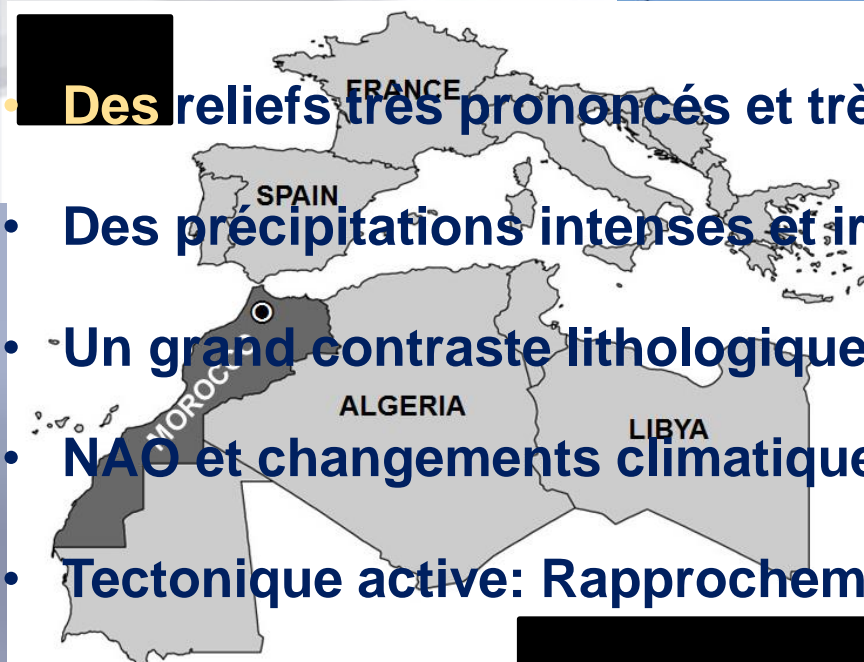 FRANCE
• Des reliefs très prononcés et trè
SPAIN
• Des précipitations intenses et ir
• Un grand contraste lithologique
MOROCCO
ALGERIA
LIBYA
• NAO et changements climatique
• Tectonique active: Rapprochem